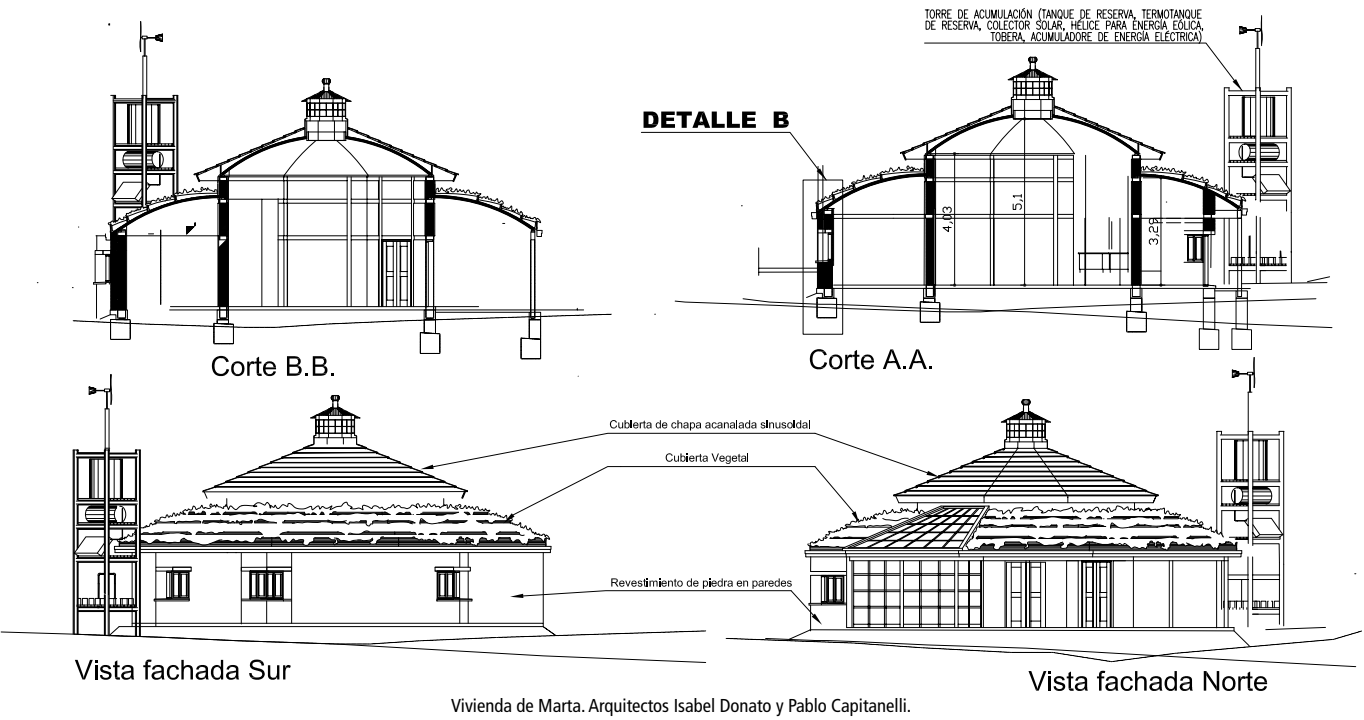 TORRE DE ACUMULACIÓN (TANQUE DE RESERVA, TERMOTANQUE
DE RESERVA, COLECTOR SOLAR, HÉLICE PARA ENERGÍA EÓLICA,
TOBERA, ACUMULADORE DE ENERGÍA ELÉCTRICA)
DETALLE B
4,03
5,1
3,29
Corte B.B.
Corte A.A.
Cubierta de chapa acanalada sinusoidal
Cubierta Vegetal
Revestimiento de piedra en paredes
Vista fachada Sur
Vista fachada Norte
Vivienda de Marta. Arquitectos Isabel Donato y Pablo Capitanelli.